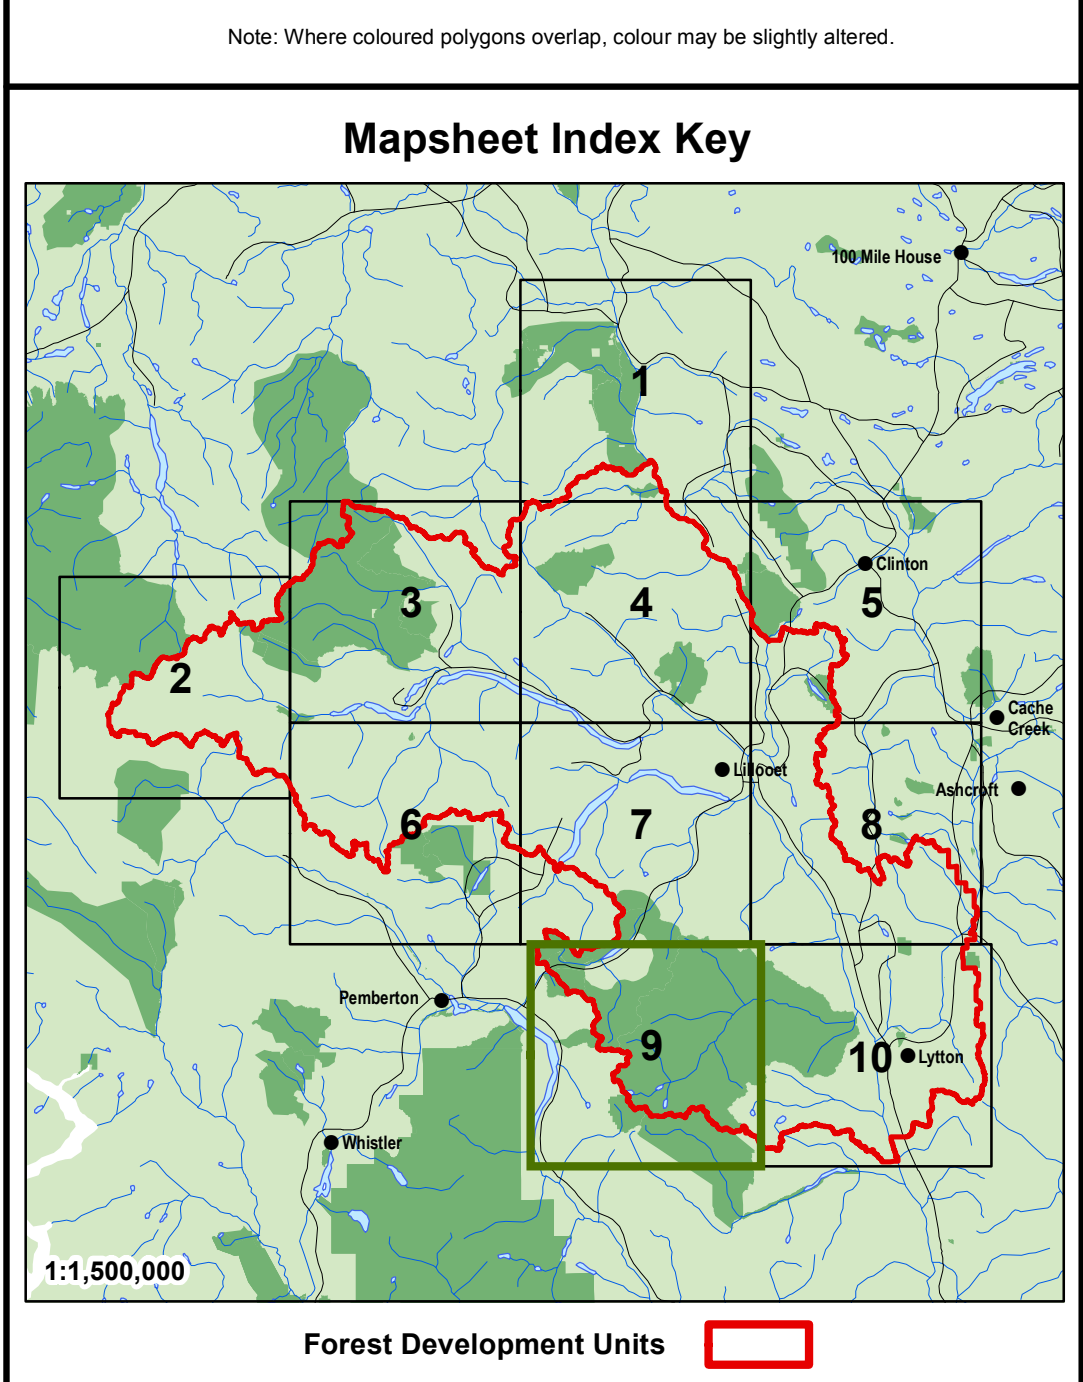 Note: Where coloured polygons overlap, colour may be slightly altered.
Mapsheet Index Key
100 Mile House
1
Clinton
3
4
5
2
Cache
Creek
Lillooet
Ashcroft
6
7
8
Pemberton
9
10
Lytton
Whistler
1:1,500,000
Forest Development Units